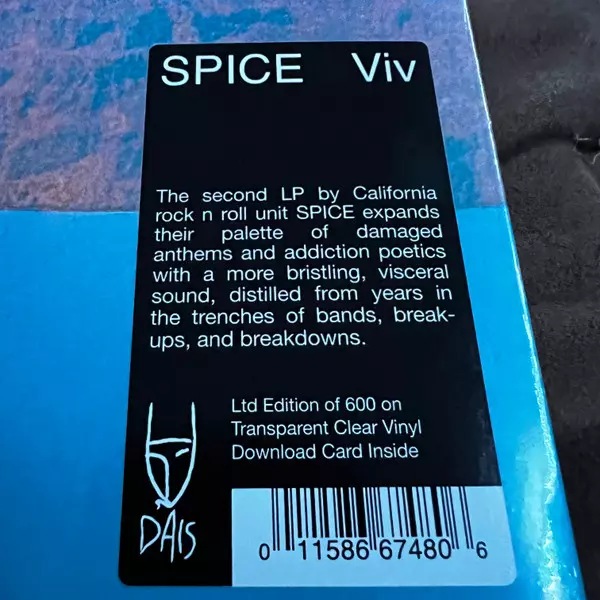 SPICE Viv
The second LP by California
rock n roll unit SPICE expands
their palette of damaged
anthems and addiction poetics
with a more bristling, visceral
sound, distilled from years in
the trenches of bands, break-
ups, and breakdowns.
Ltd Edition of 600 on
Transparent Clear Vinyl
Download Card Inside
DAIS
0 11586 67480 6